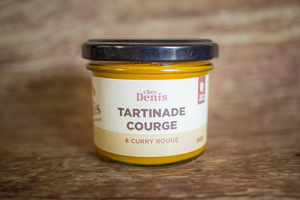 chez
Denis
TARTINADE
COURGE
& CURRY ROUGE